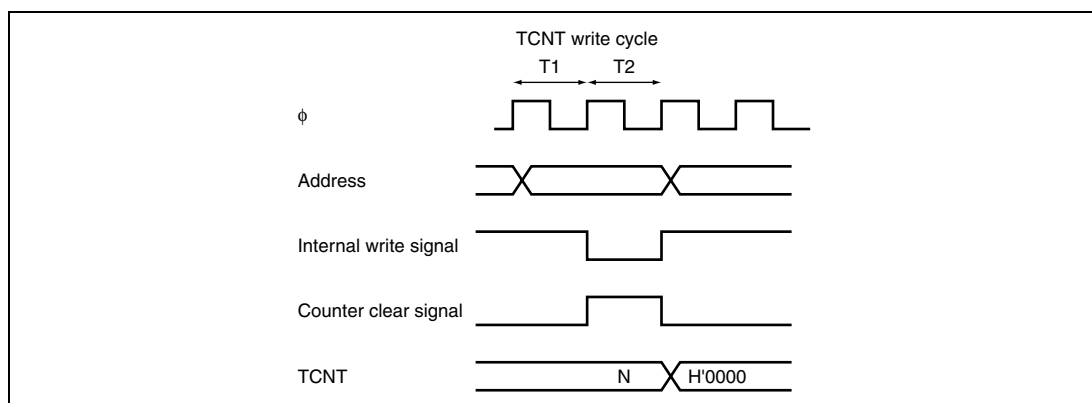 TCNT write cycle
T1 T2
ϕ
Address
Internal write signal
Counter clear signal
TCNT N H'0000